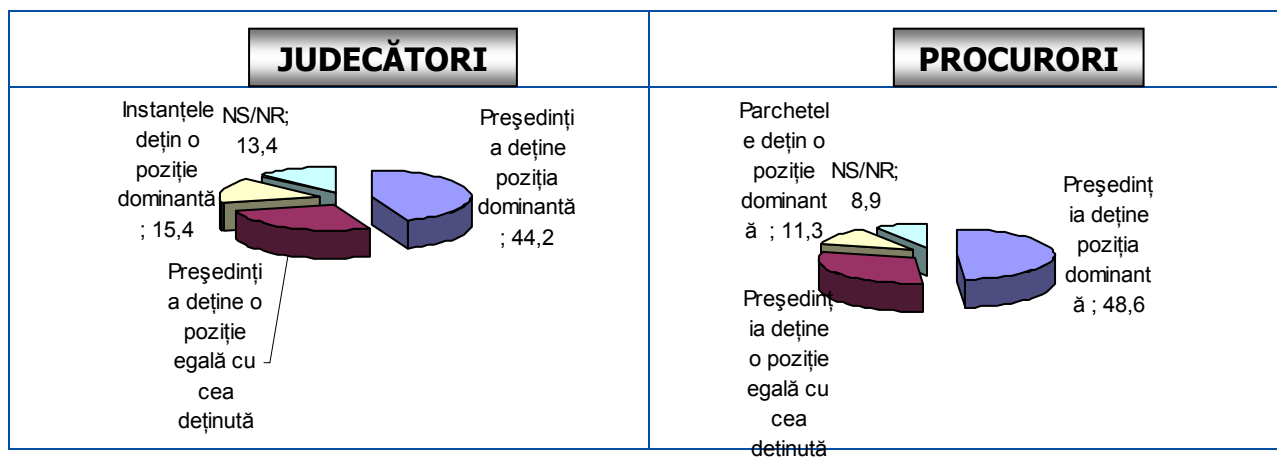 JUDECĂTORI
Instanțele
dețin o
poziție
dominantă
; 15,4
NS/NR;
13,4
Preşedinți
a deține
poziția
dominantă
; 44,2
Preşedinți
a deține o
poziție
egală cu
cea
deținută
PROCURORI
Parchetel
e dețin o
poziție
dominant
ă ; 11,3
NS/NR;
8,9
Preşedinț
ia deține
poziția
dominant
ă ; 48,6
Preşedinț
ia deține
o poziție
egală cu
cea
deținută